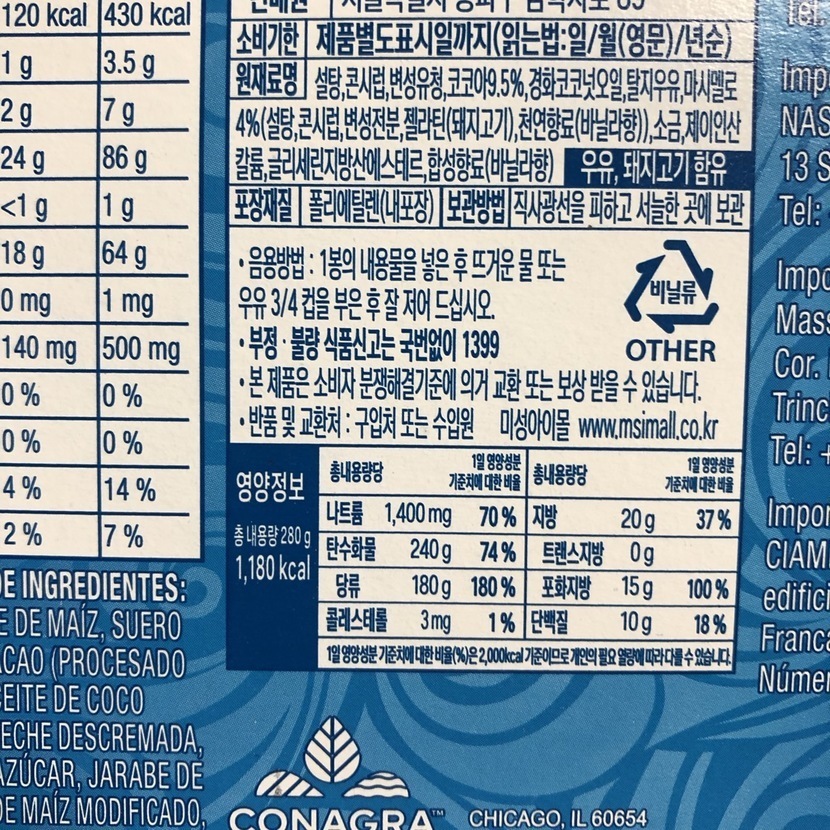 120 kcal 430 kcal
1 g 3.5 g
2 g 7 g
24 g 86 g
<1 g 1 g
18 g 64 g
0 mg 1 mg
140 mg 500 mg
0 % 0 %
0 % 0 %
4 % 14 %
2 % 7 %
DE INGREDIENTES:
E DE MAÍZ, SUERO
CAO (PROCESADO
CEITE DE COCO
ECHE DESCREMADA,
AZÚCAR, JARABE DE
DE MAÍZ MODIFICADO,
소비기한 제품별도표시일까지(읽는법:일/월(영문)/년순)
원재료명 설탕,콘시럽,변성유청,코코아9.5%,경화코코넛오일,탈지우유,마시멜로
4%(설탕,콘시럽,변성전분,젤라틴(돼지고기),천연향료(바닐라향)),소금,제이인산
칼륨,글리세린지방산에스테르,합성향료(바닐라향) 우유, 돼지고기 함유
포장재질 폴리에틸렌(내포장) 보관방법 직사광선을 피하고 서늘한 곳에 보관
• 음용방법 : 1봉의 내용물을 넣은 후 뜨거운 물 또는
우유 3/4 컵을 부은 후 잘 저어 드십시오.
• 부정 · 불량 식품신고는 국번없이 1399
비닐류
OTHER
• 본 제품은 소비자 분쟁해결기준에 의거 교환 또는 보상 받을 수 있습니다.
• 반품 및 교환처 : 구입처 또는 수입원 미성아이몰 www.msimall.co.kr
영양정보
총 내용량 280 g
1,180 kcal
총내용량당 1일 영양성분 기준치에 대한 비율 총내용량당 1일 영양성분 기준치에 대한 비율
나트륨 1,400 mg 70 % 지방 20 g 37 %
탄수화물 240 g 74 % 트랜스지방 0 g
당류 180 g 180 % 포화지방 15 g 100 %
콜레스테롤 3 mg 1 % 단백질 10 g 18 %
1일 영양성분 기준치에 대한 비율(%)은 2,000kcal 기준이므로 개인의 필요 열량에 따라 다를 수 있습니다.
CONAGRA™ CHICAGO, IL 60654
Tel.
Imp
NAS
13 S
Tel:
Impo
Mass
Cor.
Trinc
Tel: +
Impor
CIAM
edifici
Franca
Númer